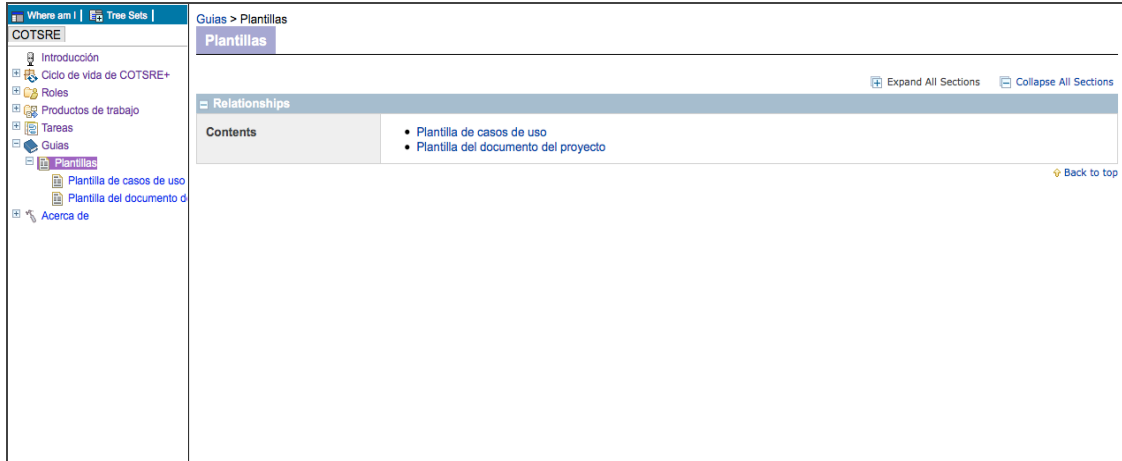 Where am I | Tree Sets |
COTSRE
Introducción
Ciclo de vida de COTSRE+
Roles
Productos de trabajo
Tareas
Guias
Plantillas
Plantilla de casos de uso
Plantilla del documento d
Acerca de
Guias > Plantillas
Plantillas
Expand All Sections Collapse All Sections
Relationships
Contents
• Plantilla de casos de uso
• Plantilla del documento del proyecto
Back to top